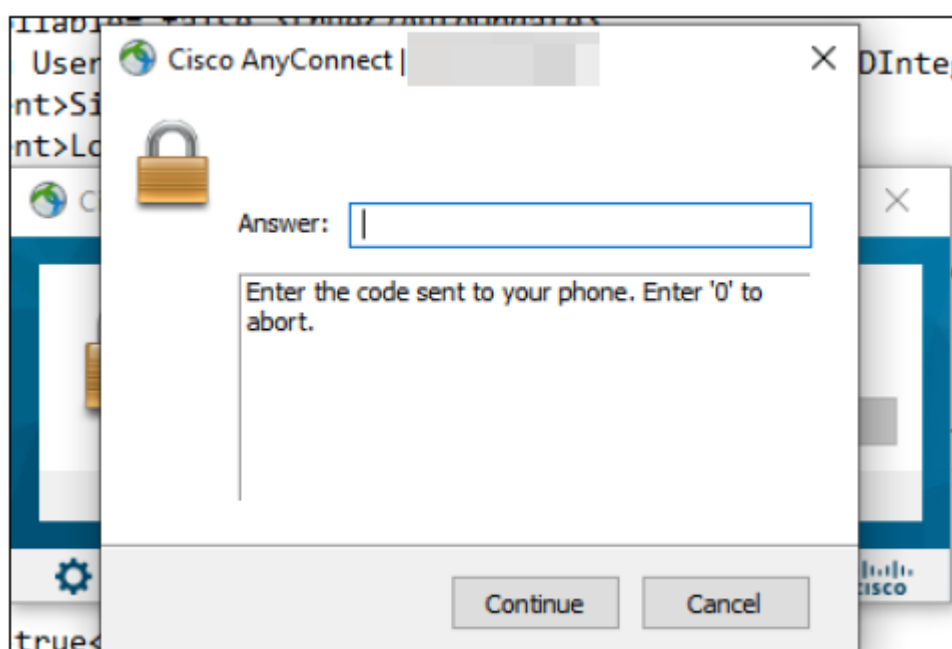 User
Cisco AnyConnect |
DInte
nt>Si
nt>Lo
Answer:
Enter the code sent to your phone. Enter '0' to
abort.
Continue
Cancel
cisco
true<